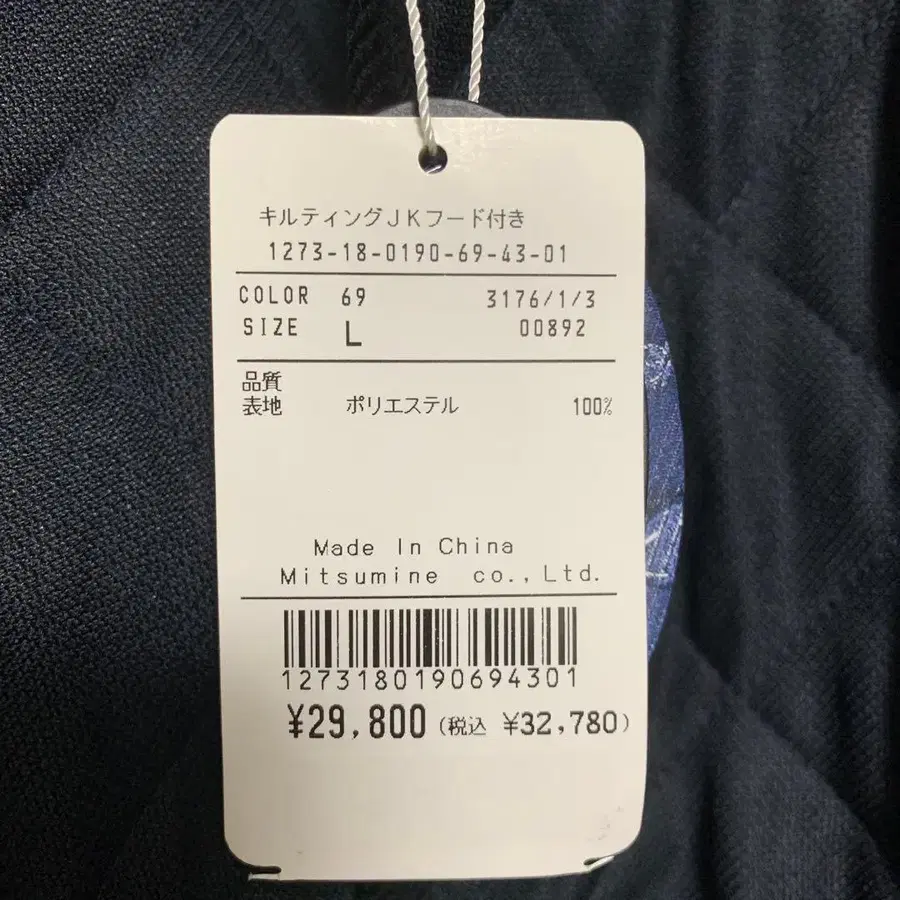 キルティングJKフード付き
1273-18-0190-69-43-01
COLOR 69 3176/1/3
SIZE L 00892
品質
表地 ポリエステル 100%
Made In China
Mitsumine co.,Ltd.
1273180190694301
¥29,800 (税込 ¥32,780)